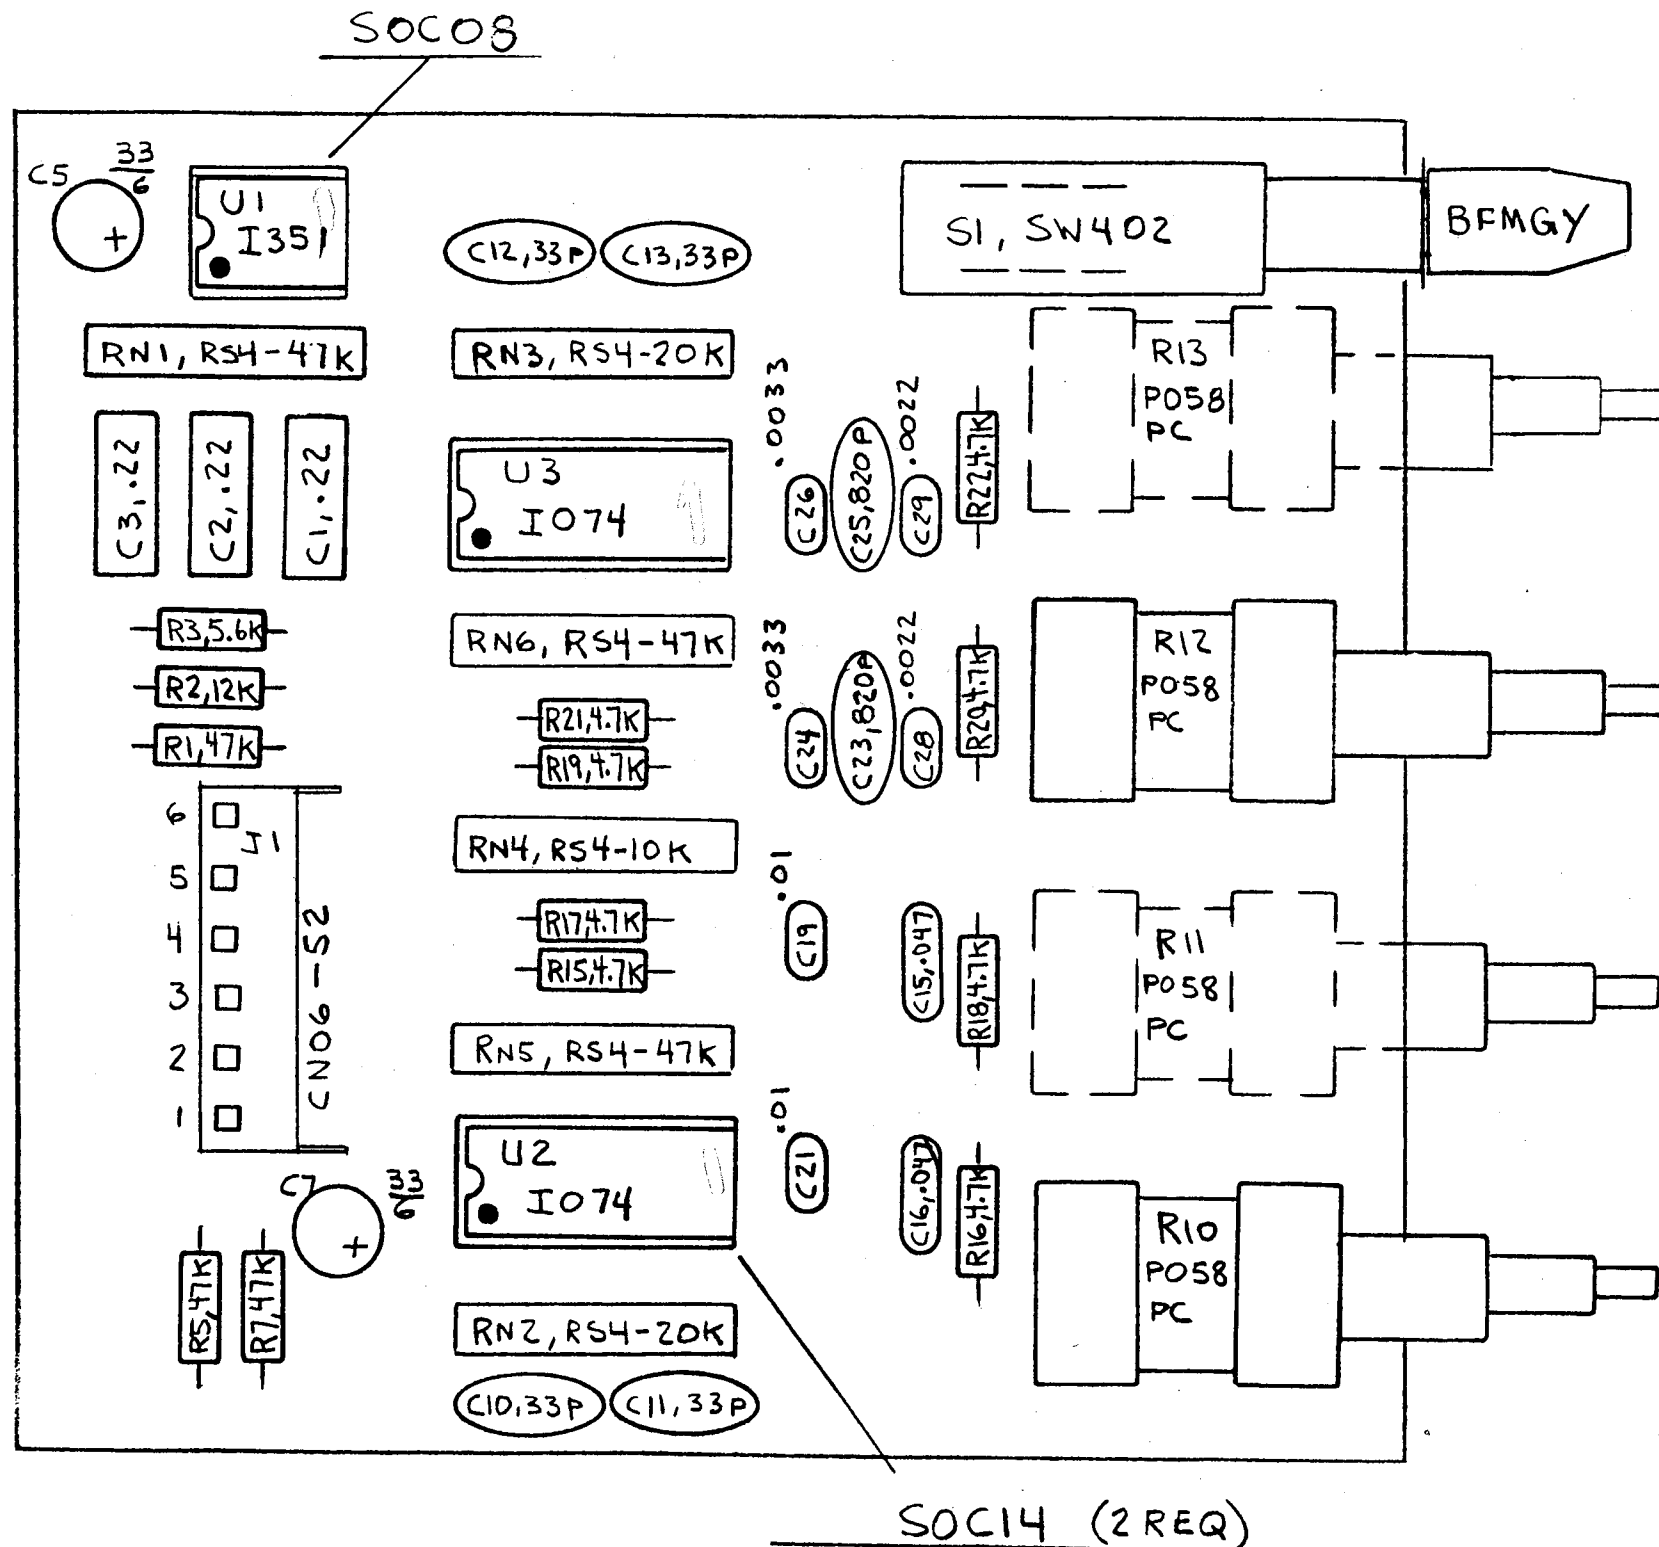 SOC08
C5
33
6
U1
I351
C12,33P
C13,33P
S1, SW402
BFMGY
RN1, RS4-47K
RN3, RS4-20K
R13
P058
PC
C3,.22
C2,.22
C1,.22
U3
I074
.0033
C26
C25,820P
.0022
C29
R22,4.7K
R3,5.6K
R2,12K
R1,47K
RN6, RS4-47K
R21,4.7K
R19,4.7K
.0033
C24
C23,820P
.0022
C28
R20,4.7K
R12
P058
PC
6
J1
5
4
3
2
1
CN06-S2
RN4, RS4-10K
R17,4.7K
R15,4.7K
.01
C19
C15,.047
R18,4.7K
R11
P058
PC
RN5, RS4-47K
U2
I074
.01
C21
C16,.047
R16,4.7K
R10
P058
PC
C7
33
6
R5,47K
R7,47K
RN2, RS4-20K
C10,33P
C11,33P
SOC14 (2 REQ)